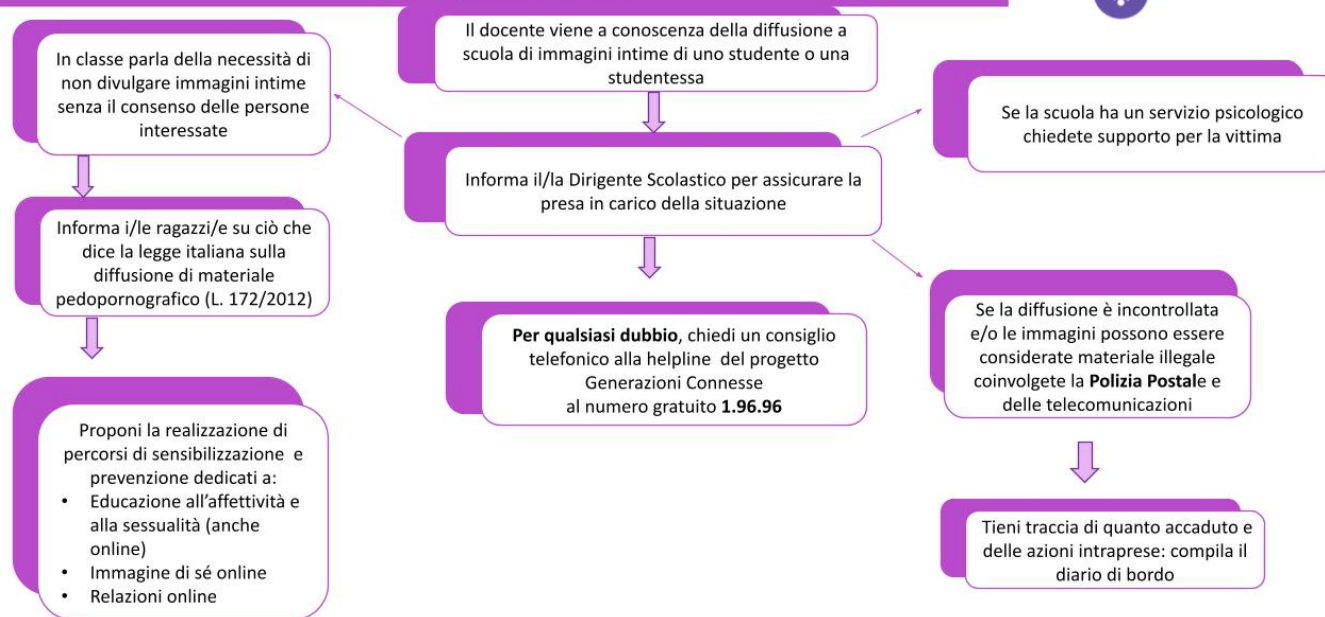 Il docente viene a conoscenza della diffusione a
scuola di immagini intime di uno studente o una
studentessa
In classe parla della necessità di
non divulgare immagini intime
senza il consenso delle persone
interessate
Se la scuola ha un servizio psicologico
chiedete supporto per la vittima
Informa il/la Dirigente Scolastico per assicurare la
presa in carico della situazione
Informa i/le ragazzi/e su ciò che
dice la legge italiana sulla
diffusione di materiale
pedopornografico (L. 172/2012)
Per qualsiasi dubbio, chiedi un consiglio
telefonico alla helpline del progetto
Generazioni Connesse
al numero gratuito 1.96.96
Se la diffusione è incontrollata
e/o le immagini possono essere
considerate materiale illegale
coinvolgete la Polizia Postale e
delle telecomunicazioni
Proponi la realizzazione di
percorsi di sensibilizzazione e
prevenzione dedicati a:
• Educazione all'affettività e
alla sessualità (anche
online)
• Immagine di sé online
• Relazioni online
Tieni traccia di quanto accaduto e
delle azioni intraprese: compila il
diario di bordo